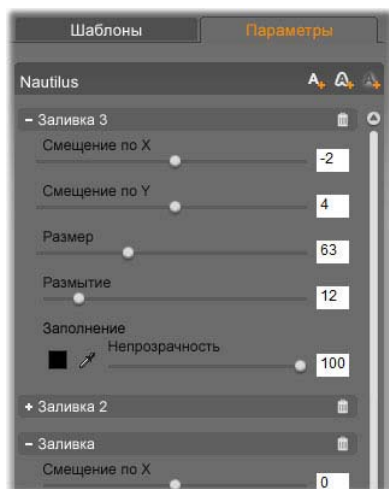 Шаблоны Параметры
Nautilus A+ A+ A+
– Заливка 3
Смещение по X
-2
Смещение по Y
4
Размер
63
Размытие
12
Заполнение
Непрозрачность
100
+ Заливка 2
– Заливка
Смещение по X
0